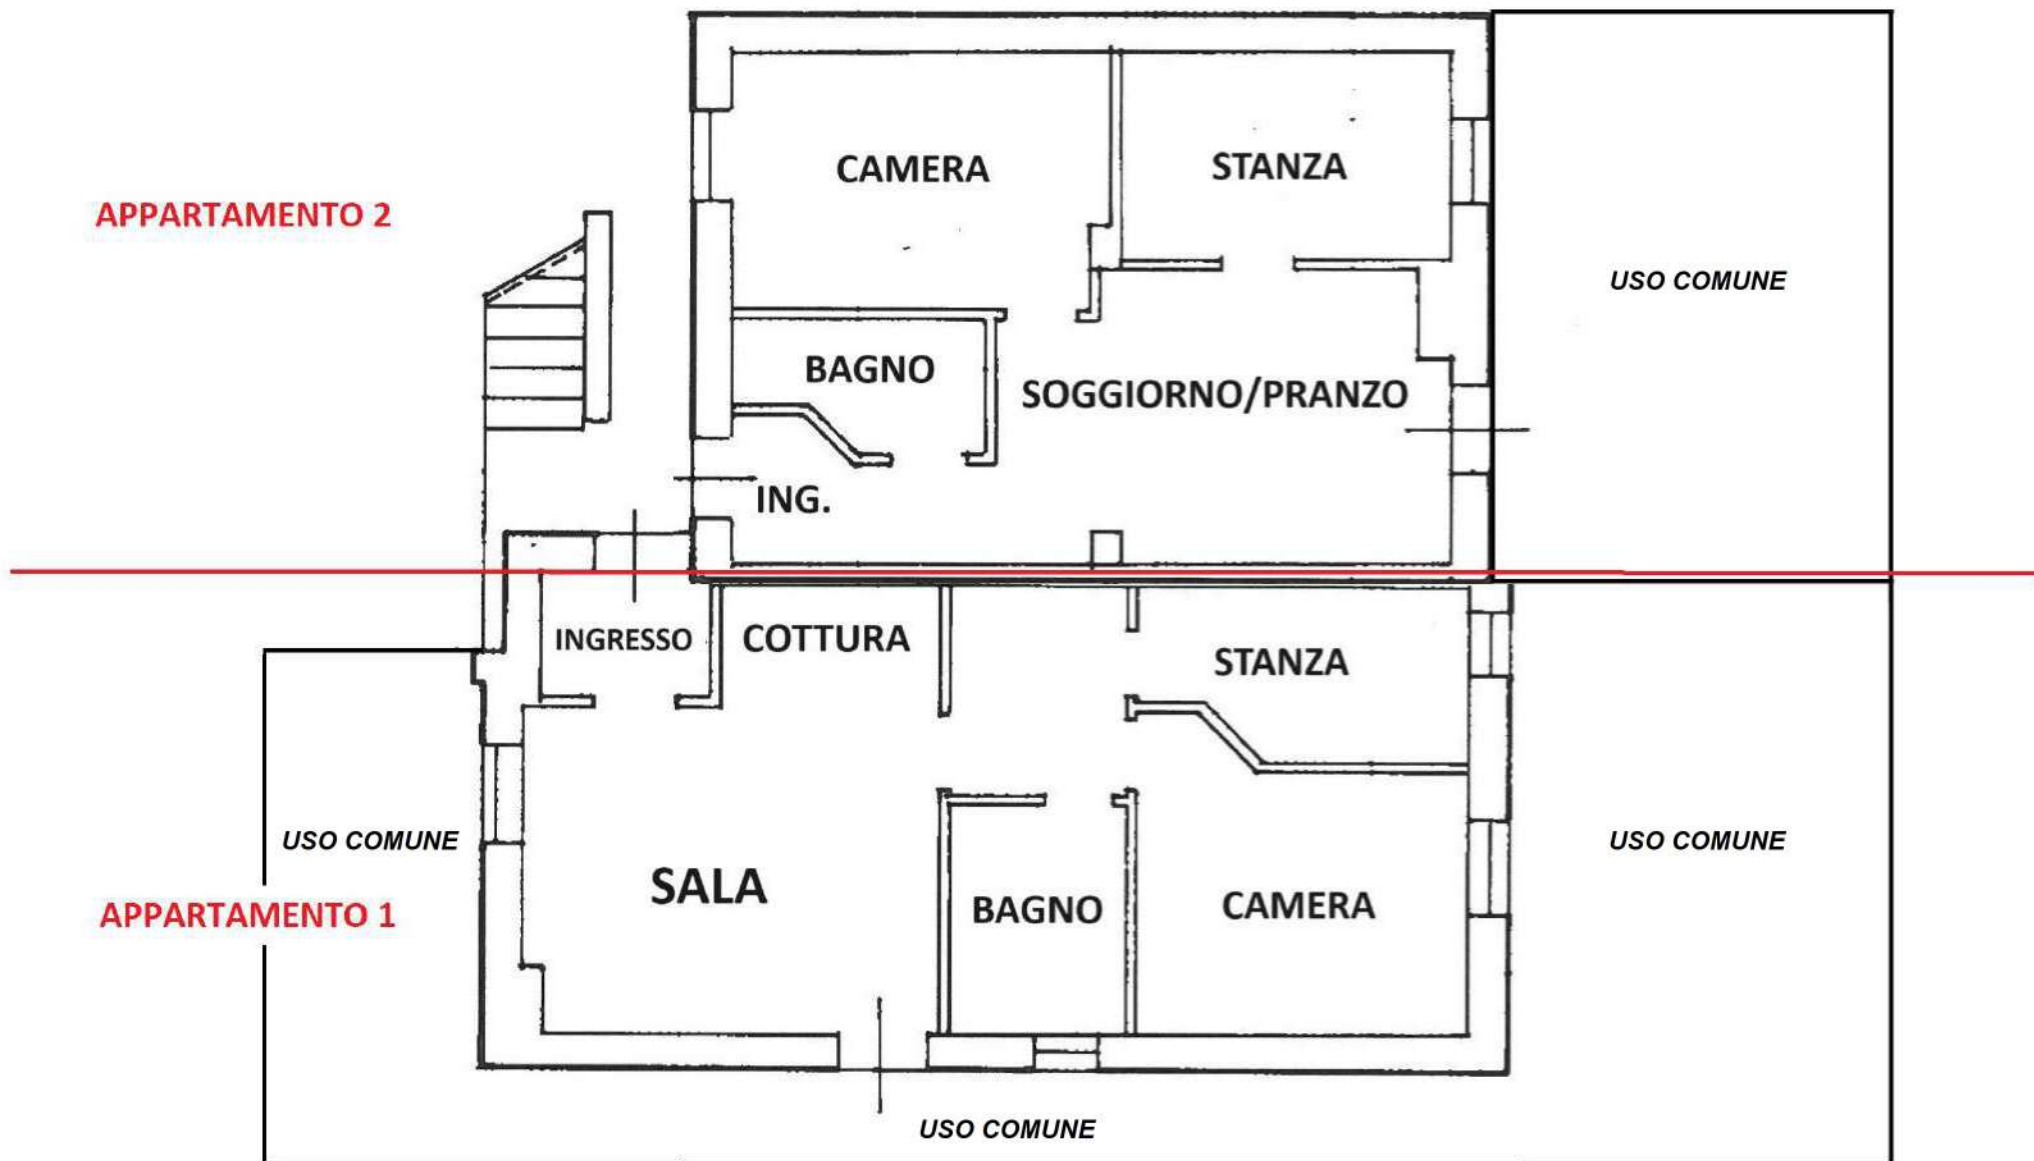 CAMERA
STANZA
APPARTAMENTO 2
USO COMUNE
BAGNO
SOGGIORNO/PRANZO
ING.
INGRESSO
COTTURA
STANZA
USO COMUNE
USO COMUNE
SALA
BAGNO
CAMERA
APPARTAMENTO 1
USO COMUNE